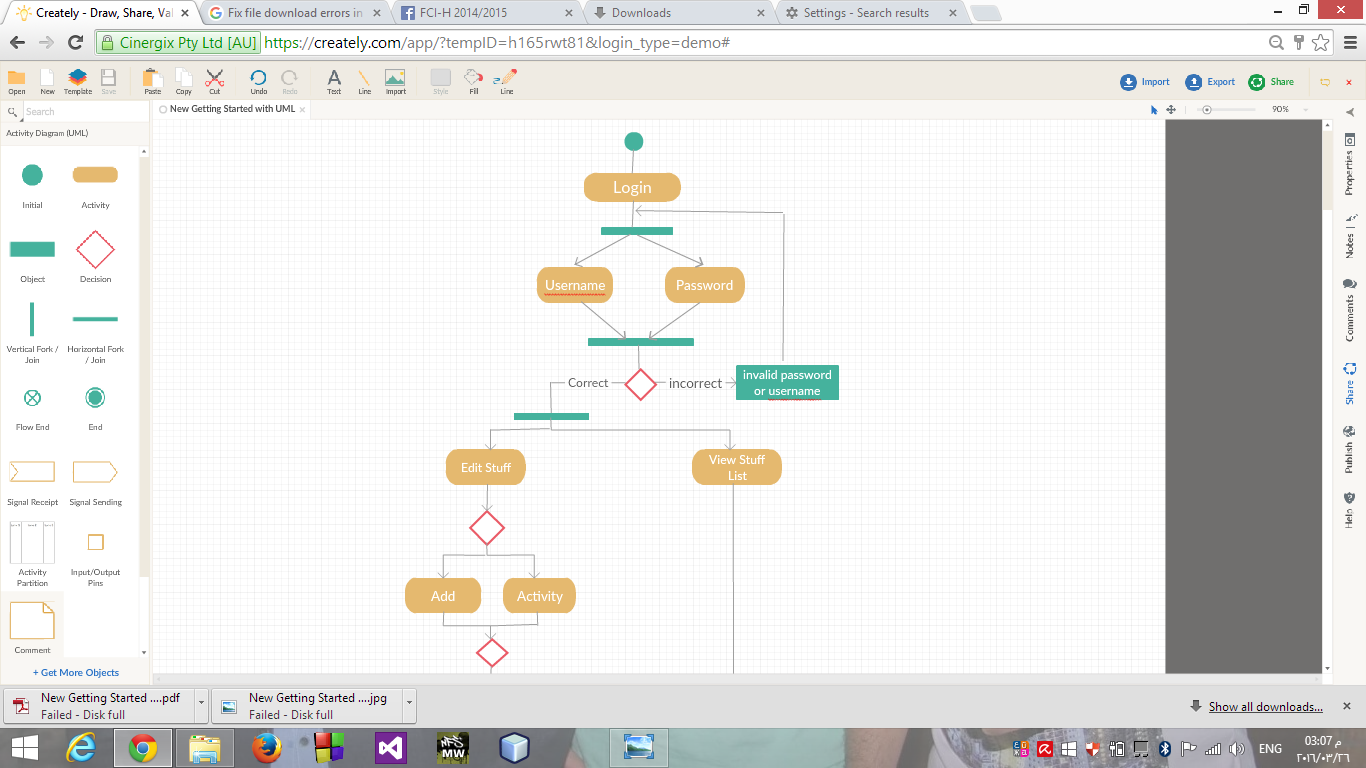 Creately - Draw, Share, Val
Fix file download errors in
FCI-H 2014/2015
Downloads
Settings - Search results
Cinergix Pty Ltd [AU]
https://creately.com/app/?tempID=h165rwt81&login_type=demo#
Open
New
Template
Save
Paste
Copy
Cut
Undo
Redo
Text
Line
Import
Style
Fill
Line
Import
Export
Share
Search
New Getting Started with UML
90%
Activity Diagram (UML)
Initial
Activity
Object
Decision
Vertical Fork / Join
Horizontal Fork / Join
Flow End
End
Signal Receipt
Signal Sending
Activity Partition
Input/Output Pins
Comment
+ Get More Objects
Login
Username
Password
Correct
incorrect
invalid password
or username
Edit Stuff
View Stuff
List
Add
Activity
Properties
Notes
Comments
Share
Publish
Help
New Getting Started ....pdf
Failed - Disk full
New Getting Started ....jpg
Failed - Disk full
Show all downloads...
NFS
MW
ENG
03:07 م
٢٠١٦/٠٣/٢٦